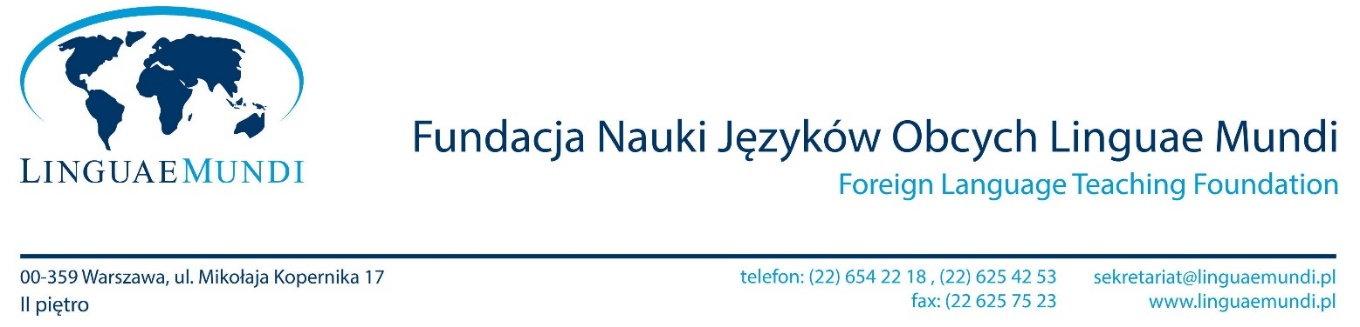 LINGUAEMUNDI
Fundacja Nauki Języków Obcych Linguae Mundi
Foreign Language Teaching Foundation
00-359 Warszawa, ul. Mikołaja Kopernika 17
II piętro
telefon: (22) 654 22 18 , (22) 625 42 53
fax: (22 625 75 23
sekretariat@linguaemundi.pl
www.linguaemundi.pl